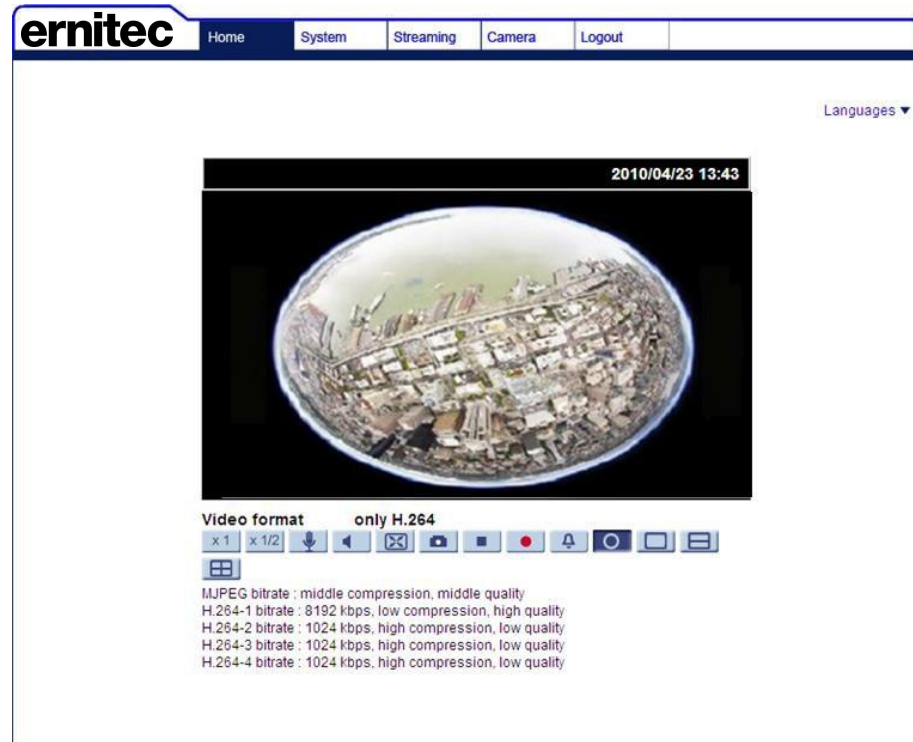 ernitec
Home System Streaming Camera Logout
Languages ▼
2010/04/23 13:43
Video format only H.264
x 1 x 1/2
MJPEG bitrate : middle compression, middle quality
H.264-1 bitrate : 8192 kbps, low compression, high quality
H.264-2 bitrate : 1024 kbps, high compression, low quality
H.264-3 bitrate : 1024 kbps, high compression, low quality
H.264-4 bitrate : 1024 kbps, high compression, low quality